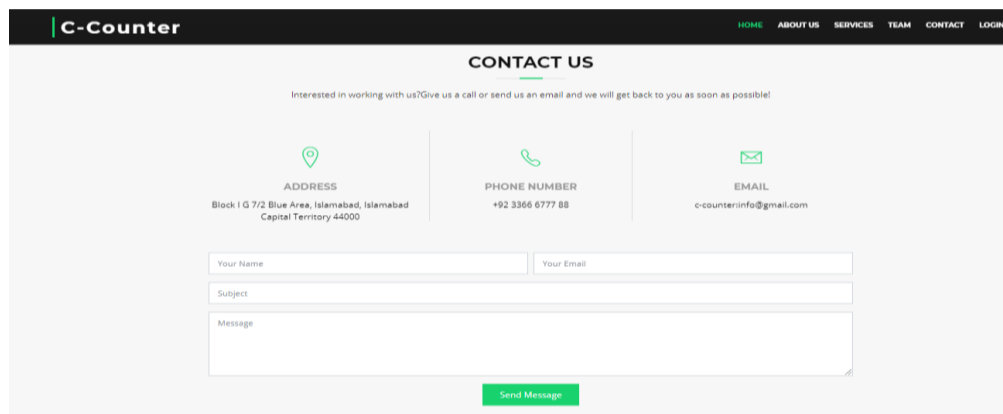 C-Counter
HOME ABOUT US SERVICES TEAM CONTACT LOGIN
CONTACT US
Interested in working with us?Give us a call or send us an email and we will get back to you as soon as possible!
ADDRESS
Block I G 7/2 Blue Area, Islamabad, Islamabad
Capital Territory 44000
PHONE NUMBER
+92 3366 6777 88
EMAIL
c-counter:info@gmail.com
Your Name
Your Email
Subject
Message
Send Message